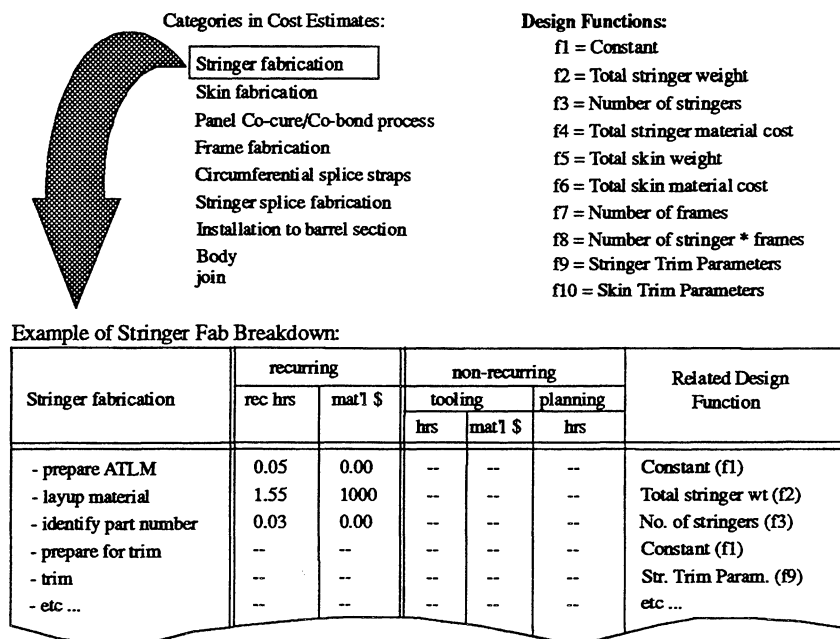 Categories in Cost Estimates:
Stringer fabrication
Skin fabrication
Panel Co-cure/Co-bond process
Frame fabrication
Circumferential splice straps
Stringer splice fabrication
Installation to barrel section
Body
join
Design Functions:
f1 = Constant
f2 = Total stringer weight
f3 = Number of stringers
f4 = Total stringer material cost
f5 = Total skin weight
f6 = Total skin material cost
f7 = Number of frames
f8 = Number of stringer * frames
f9 = Stringer Trim Parameters
f10 = Skin Trim Parameters
Example of Stringer Fab Breakdown:
Stringer fabrication recurring non-recurring Related Design Function
rec hrs mat'l $ tooling planning
hrs mat'l $ hrs
- prepare ATLM 0.05 0.00 -- -- -- Constant (f1)
- layup material 1.55 1000 -- -- -- Total stringer wt (f2)
- identify part number 0.03 0.00 -- -- -- No. of stringers (f3)
- prepare for trim -- -- -- -- -- Constant (f1)
- trim -- -- -- -- -- Str. Trim Param. (f9)
- etc ... -- -- -- -- -- etc ...